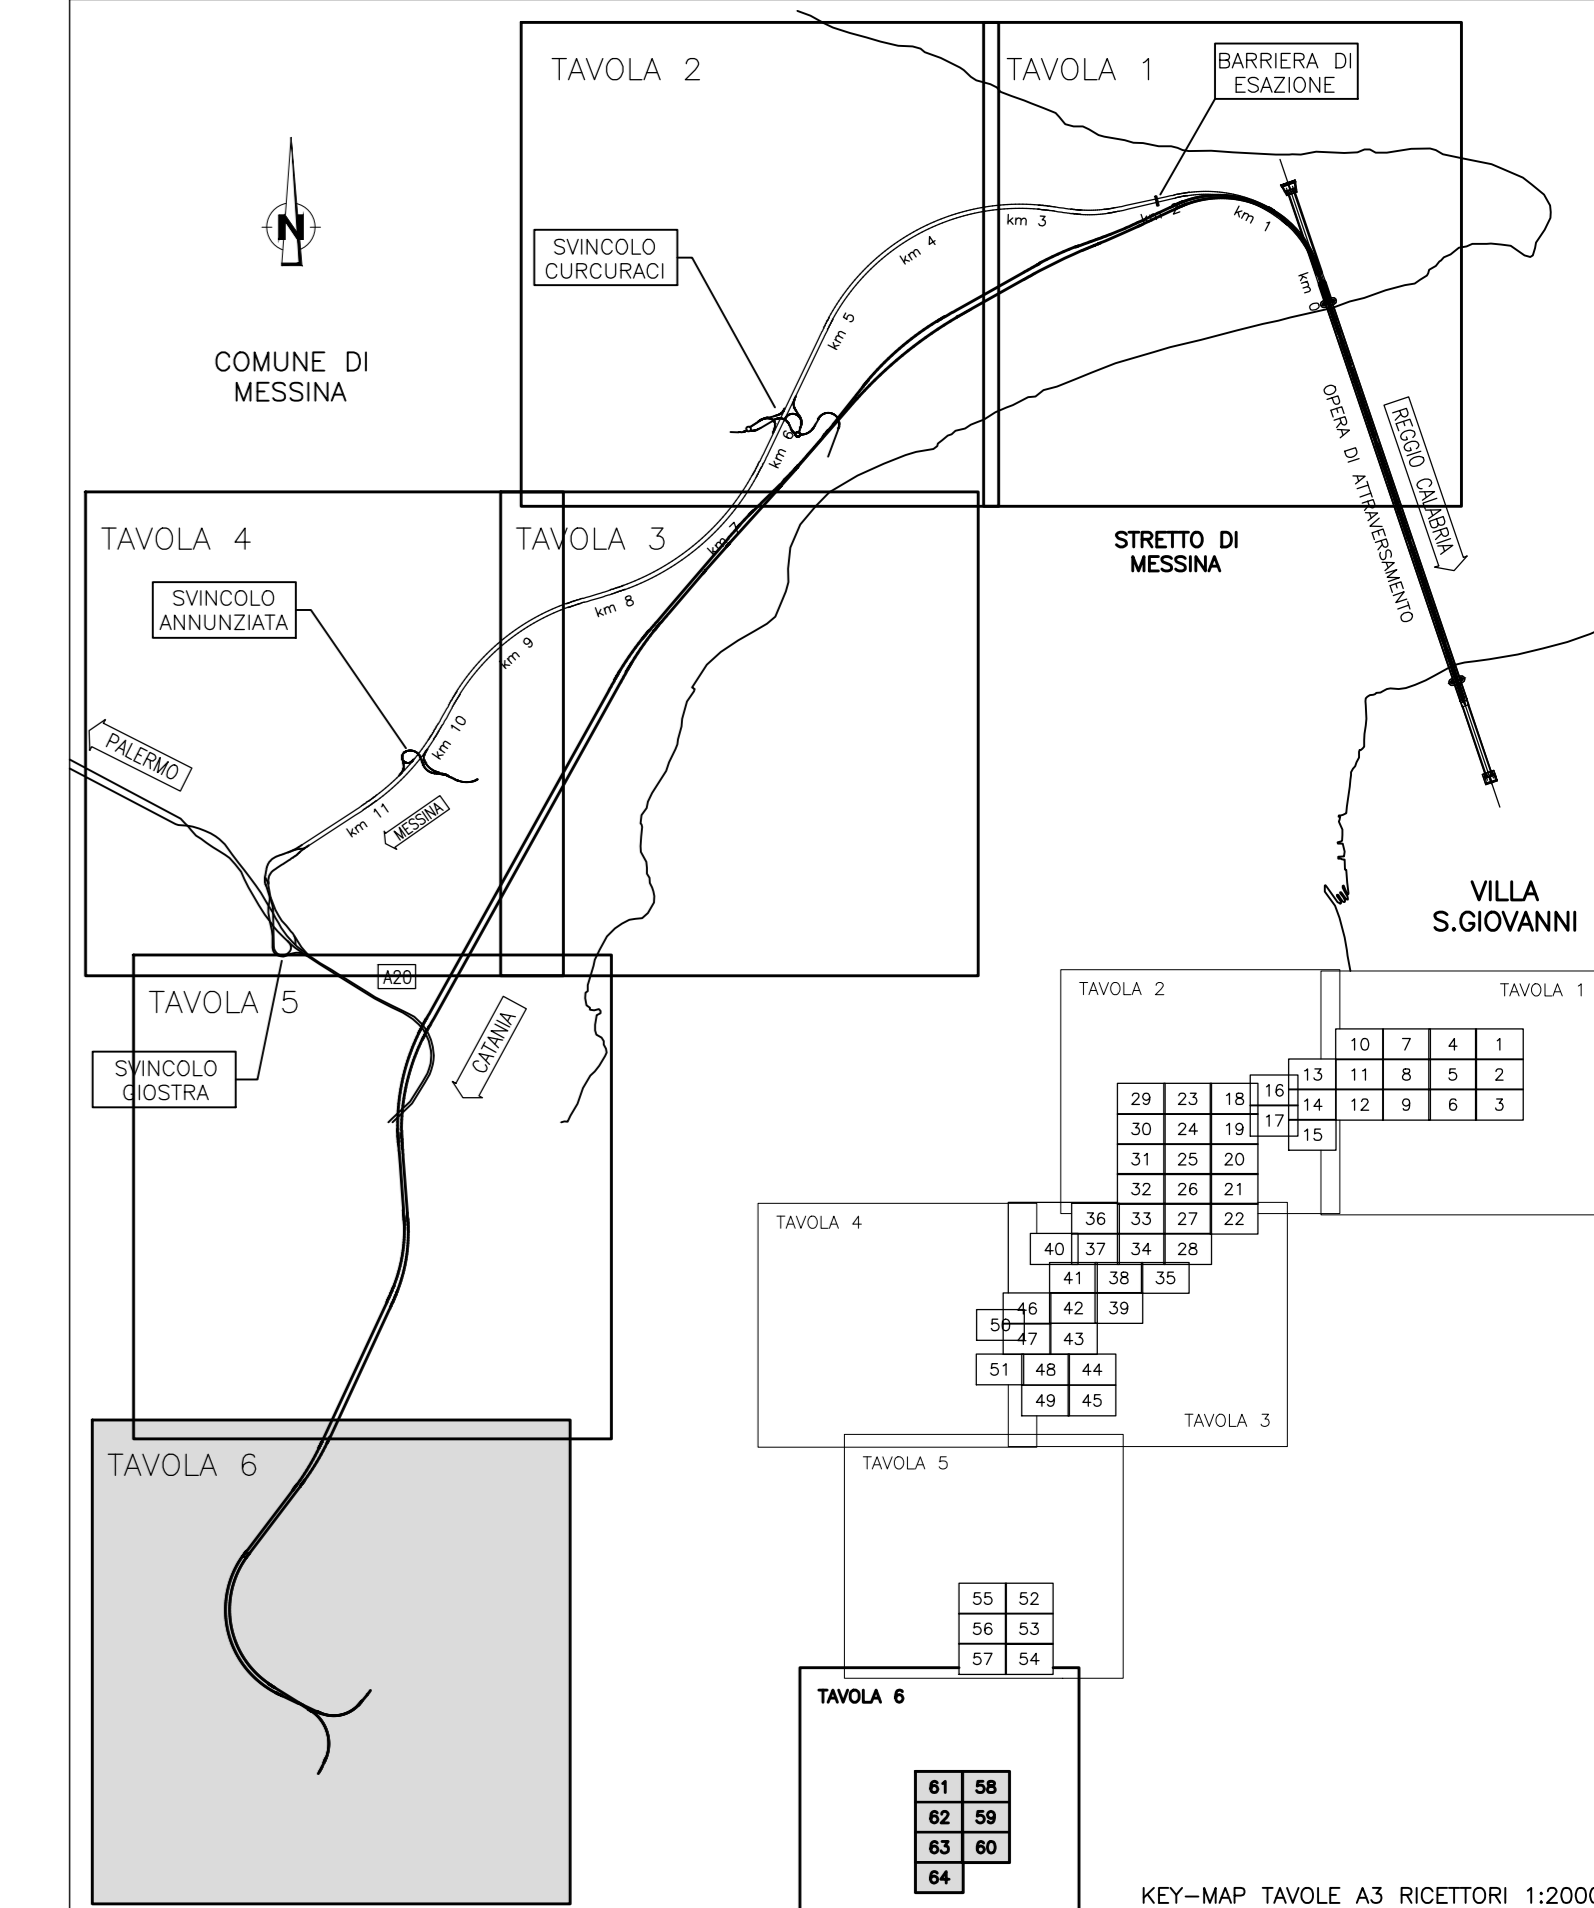 TAVOLA 2
TAVOLA 1
BARRIERA DI
ESAZIONE
N
SVINCOLO
CURCURACI
COMUNE DI
MESSINA
km 0
km 1
km 2
km 3
km 4
km 5
km 6
km 7
km 8
km 9
km 10
km 11
OPERA DI ATTRAVERSAMENTO
REGGIO CALABRIA
STRETTO DI
MESSINA
TAVOLA 4
TAVOLA 3
SVINCOLO
ANNUNZIATA
PALERMO
MESSINA
VILLA
S.GIOVANNI
A20
TAVOLA 5
CATANIA
SVINCOLO
GIOSTRA
TAVOLA 6
TAVOLA 2
TAVOLA 1
10 7 4 1
13 11 8 5 2
14 12 9 6 3
15
16
17
29 23 18
30 24 19
31 25 20
32 26 21
TAVOLA 4
36 33 27 22
40 37 34 28
41 38 35
46 42 39
50
47 43
51 48 44
49 45
TAVOLA 3
TAVOLA 5
55 52
56 53
57 54
TAVOLA 6
61 58
62 59
63 60
64
KEY-MAP TAVOLE A3 RICETTORI 1:2000